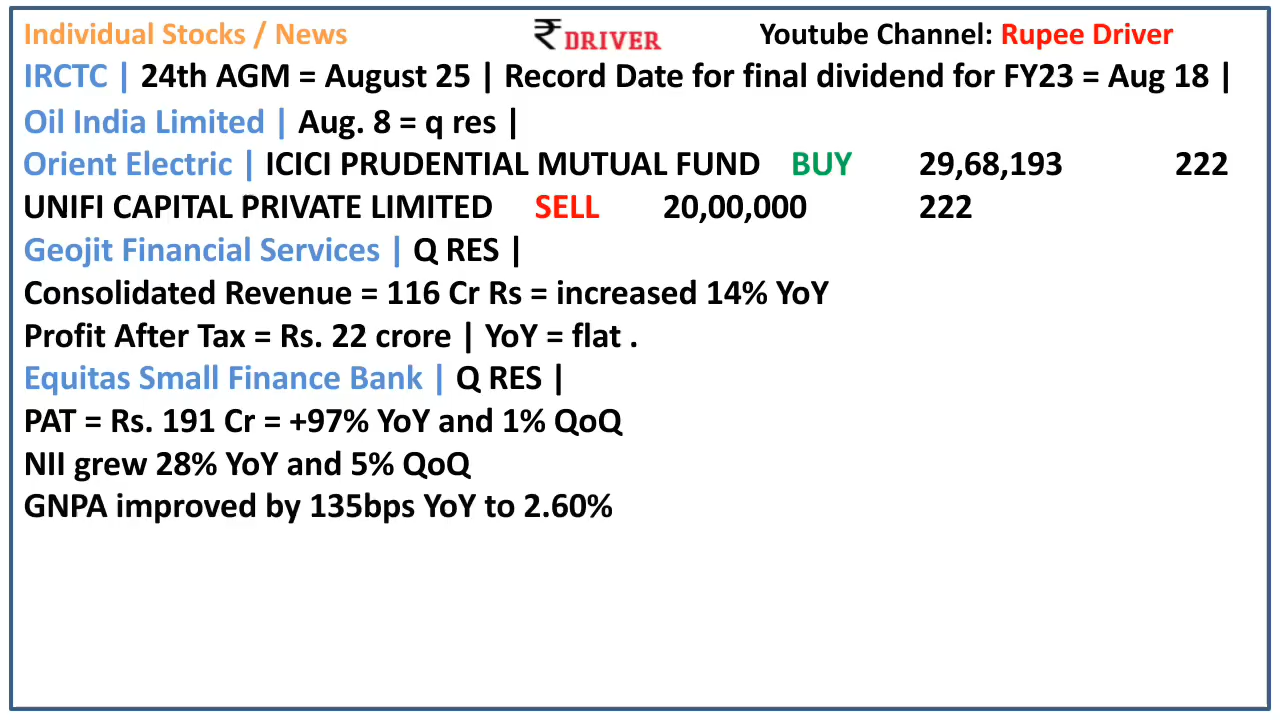 Individual Stocks / News ₹ DRIVER Youtube Channel: Rupee Driver
IRCTC | 24th AGM = August 25 | Record Date for final dividend for FY23 = Aug 18 |
Oil India Limited | Aug. 8 = q res |
Orient Electric | ICICI PRUDENTIAL MUTUAL FUND BUY 29,68,193 222
UNIFI CAPITAL PRIVATE LIMITED SELL 20,00,000 222
Geojit Financial Services | Q RES |
Consolidated Revenue = 116 Cr Rs = increased 14% YoY
Profit After Tax = Rs. 22 crore | YoY = flat .
Equitas Small Finance Bank | Q RES |
PAT = Rs. 191 Cr = +97% YoY and 1% QoQ
NII grew 28% YoY and 5% QoQ
GNPA improved by 135bps YoY to 2.60%